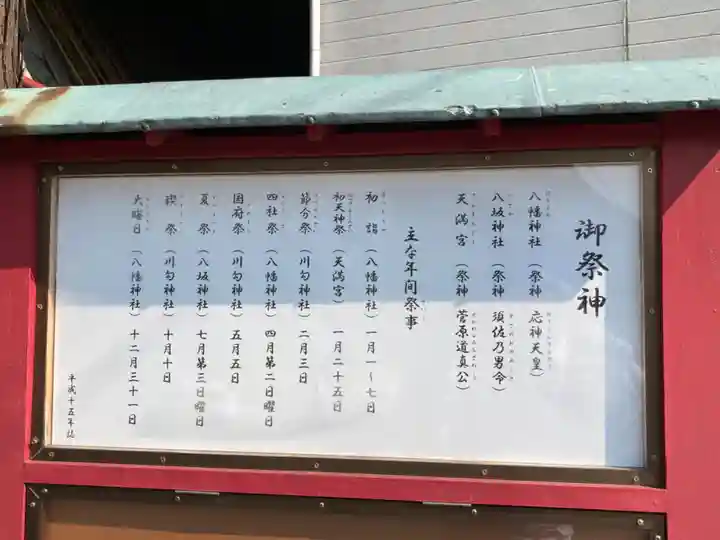 御祭神
八幡神社 (祭神 応神天皇)
八坂神社 (祭神 須佐乃男命)
天満宮 (祭神 菅原道真公)
主な年間祭事
初詣 (八幡神社) 一月一〜七日
初天神祭 (天満宮) 一月二十五日
節分祭 (川勾神社) 二月三日
四社祭 (八幡神社) 四月第二日曜日
国府祭 (川勾神社) 五月五日
夏祭 (八坂神社) 七月第三日曜日
禊祭 (川勾神社) 十月十日
大晦日 (八幡神社) 十二月三十一日
平成十五年誌